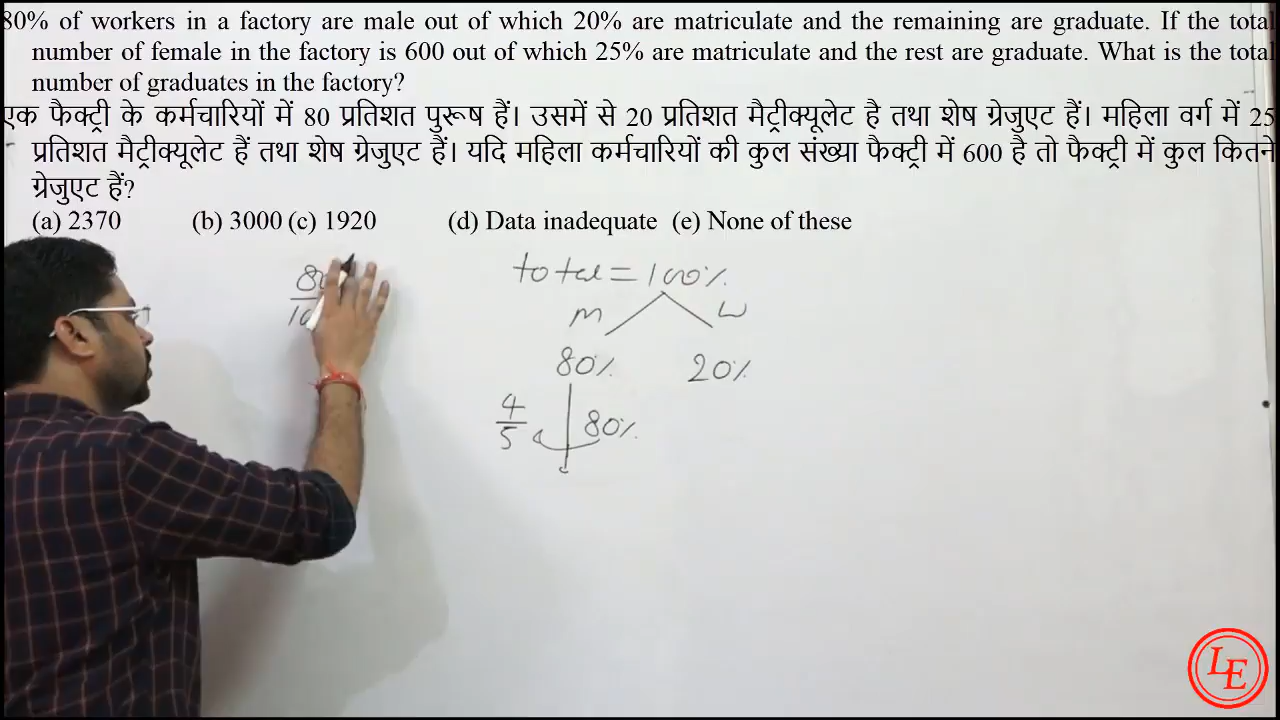 80% of workers in a factory are male out of which 20% are matriculate and the remaining are graduate. If the total
number of female in the factory is 600 out of which 25% are matriculate and the rest are graduate. What is the total
number of graduates in the factory?
एक फैक्ट्री के कर्मचारियों में 80 प्रतिशत पुरूष हैं। उसमें से 20 प्रतिशत मैट्रीक्यूलेट है तथा शेष ग्रेजुएट हैं। महिला वर्ग में 25
प्रतिशत मैट्रीक्यूलेट हैं तथा शेष ग्रेजुएट हैं। यदि महिला कर्मचारियों की कुल संख्या फैक्ट्री में 600 है तो फैक्ट्री में कुल कितने
ग्रेजुएट हैं?
(a) 2370 (b) 3000 (c) 1920 (d) Data inadequate (e) None of these
total = 100%
80
10
m w
80% 20%
4
5
80%
LE